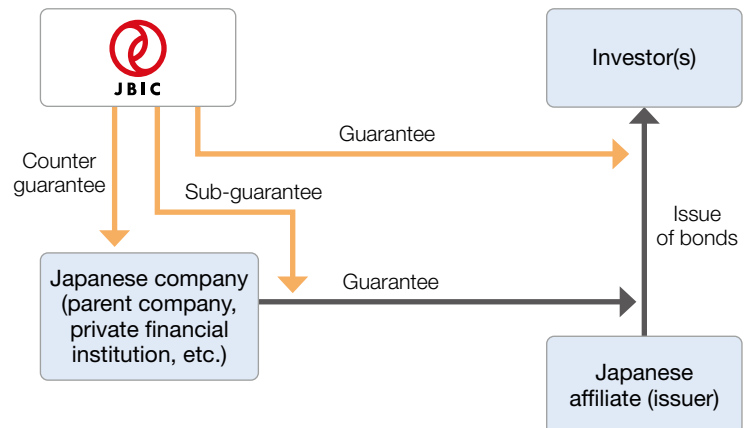 JBIC
Investor(s)
Guarantee
Counter
guarantee
Sub-guarantee
Issue
of bonds
Japanese company
(parent company,
private financial
institution, etc.)
Guarantee
Japanese
affiliate (issuer)